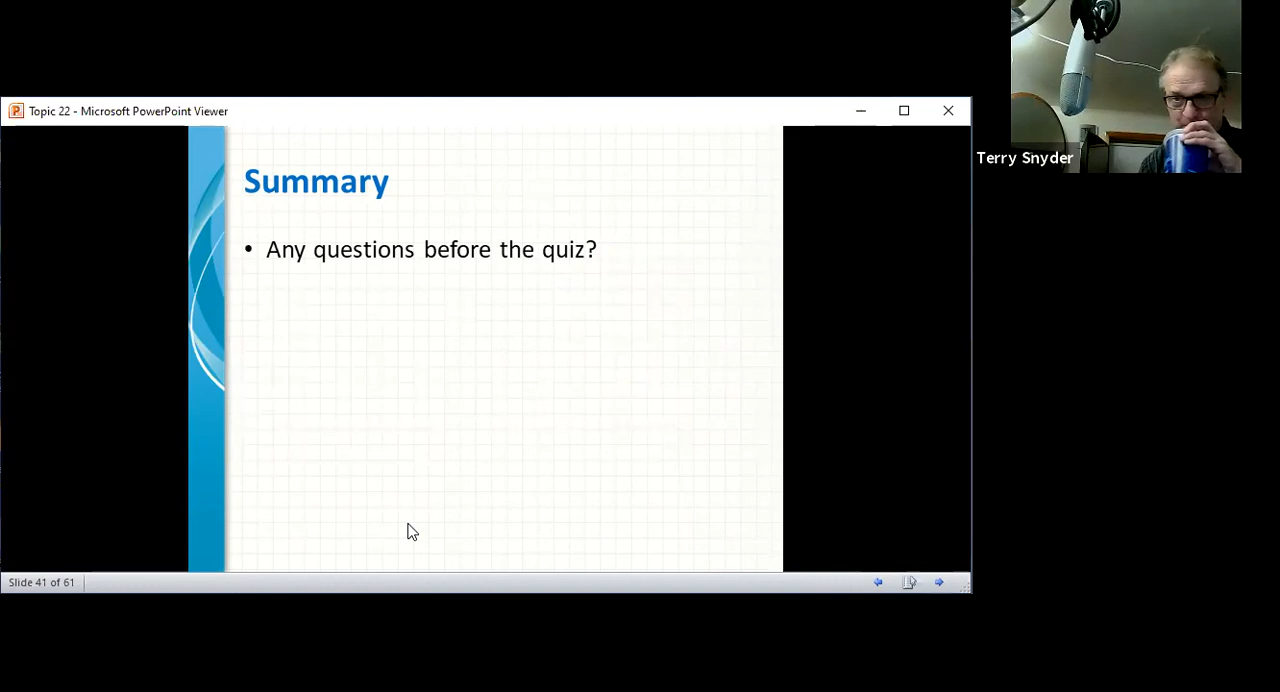 Topic 22 - Microsoft PowerPoint Viewer
Terry Snyder
Summary
• Any questions before the quiz?
Slide 41 of 61